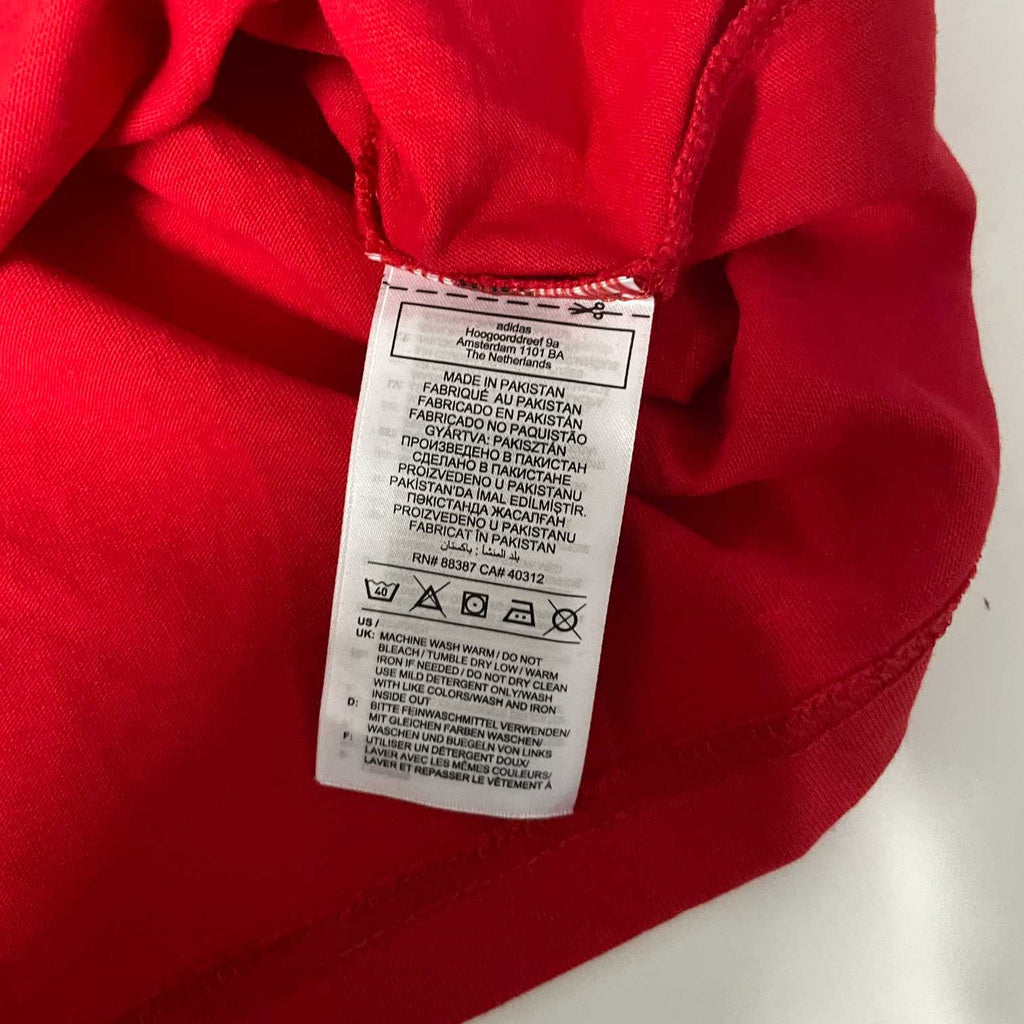 adidas
Hoogoorddreef 9a
Amsterdam 1101 BA
The Netherlands
MADE IN PAKISTAN
FABRIQUÉ AU PAKISTAN
FABRICADO EN PAKISTÁN
FABRICADO NO PAQUISTÃO
GYÁRTVA: PAKISZTÁN
ПРОИЗВЕДЕНО В ПАКИСТАН
СДЕЛАНО В ПАКИСТАНЕ
PROIZVEDENO U PAKISTANU
PAKİSTAN'DA İMAL EDİLMİŞTİR.
ПӘКІСТАНДА ЖАСАЛҒАН
PROIZVEDENO U PAKISTANU
FABRICAT ÎN PAKISTAN
بلد المنشأ : باكستان
RN# 88387 CA# 40312
40
US /
UK: MACHINE WASH WARM / DO NOT
BLEACH / TUMBLE DRY LOW / WARM
IRON IF NEEDED / DO NOT DRY CLEAN
USE MILD DETERGENT ONLY/WASH
WITH LIKE COLORS/WASH AND IRON
INSIDE OUT
D: BITTE FEINWASCHMITTEL VERWENDEN/
MIT GLEICHEN FARBEN WASCHEN/
WASCHEN UND BUEGELN VON LINKS
F: UTILISER UN DÉTERGENT DOUX/
LAVER AVEC LES MÊMES COULEURS/
LAVER ET REPASSER LE VÊTEMENT À